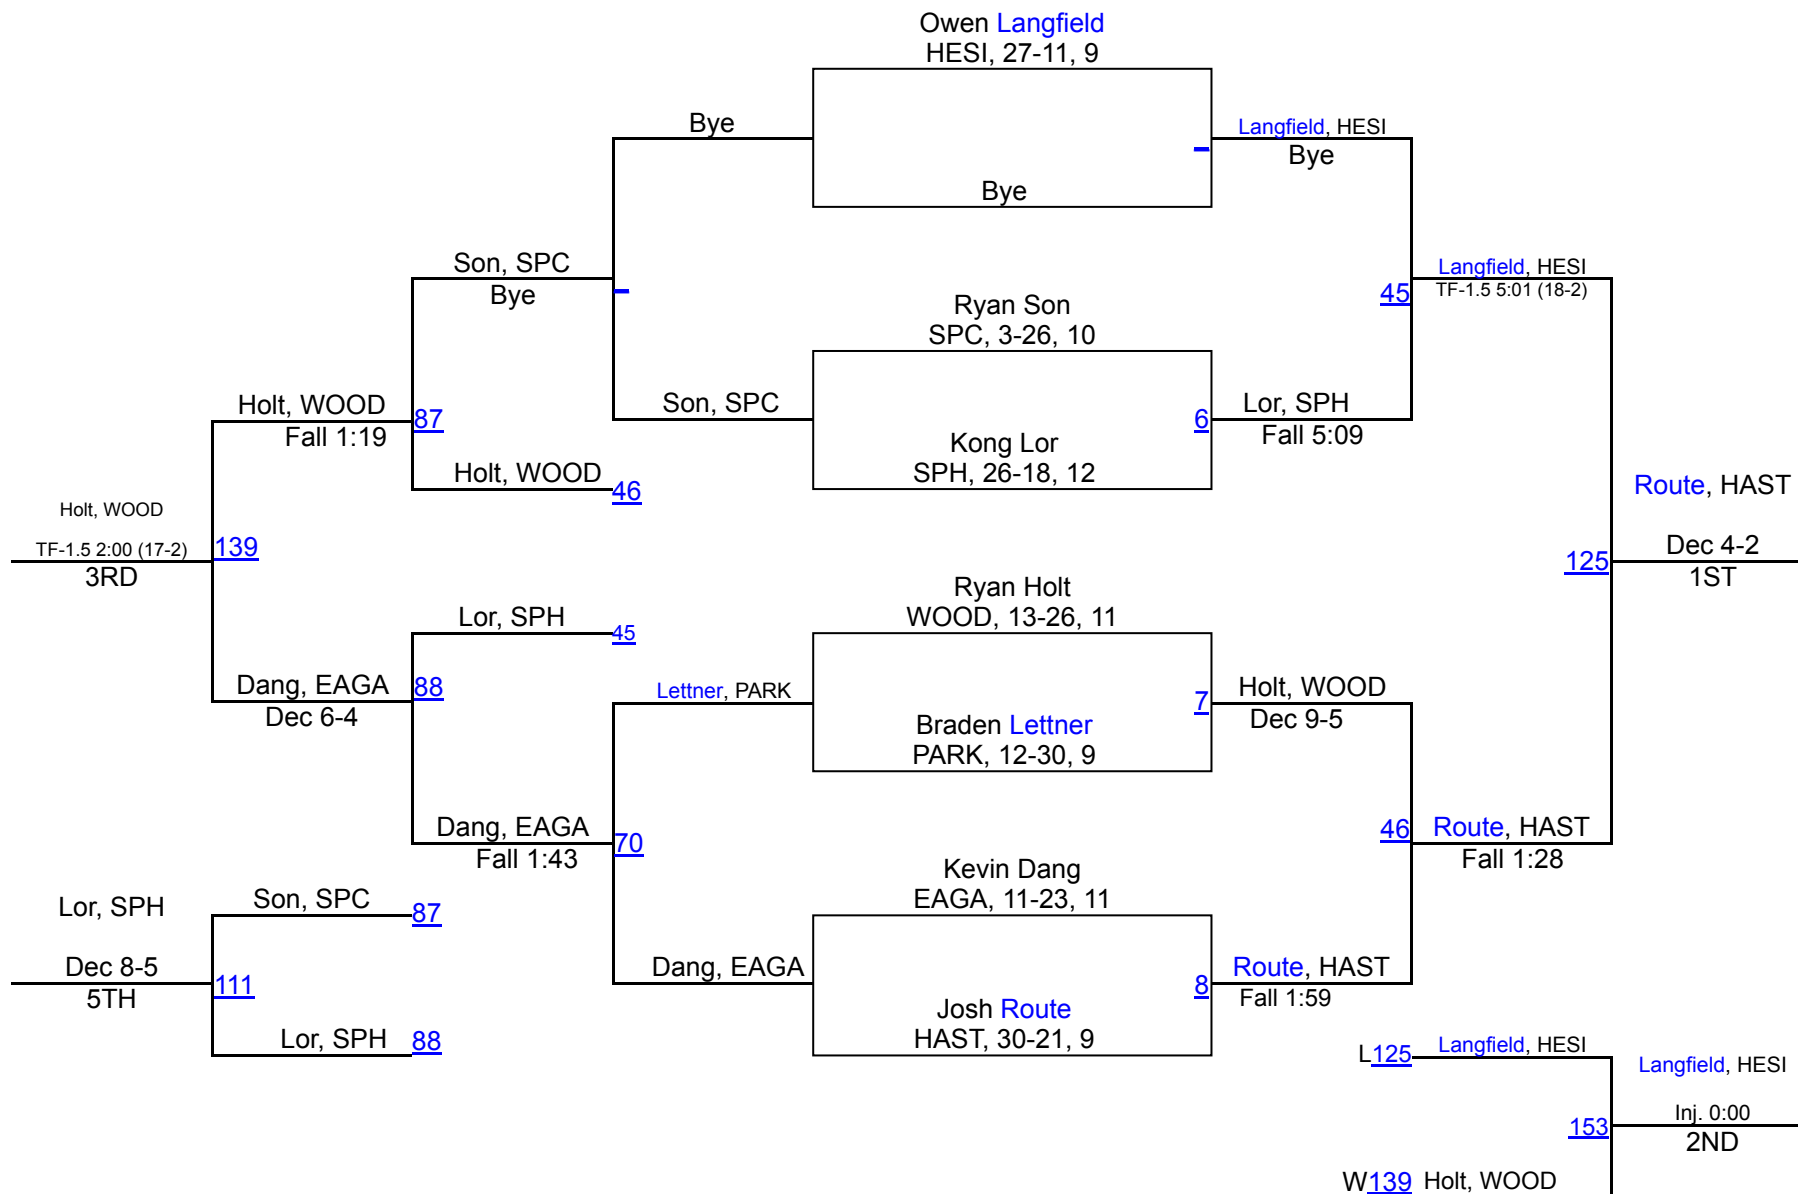 Owen Langfield
HESI, 27-11, 9
Bye
Langfield, HESI
Bye
Bye
Son, SPC
Bye
Langfield, HESI
45
TF-1.5 5:01 (18-2)
Ryan Son
SPC, 3-26, 10
Holt, WOOD
87
Fall 1:19
Son, SPC
6
Lor, SPH
Fall 5:09
Kong Lor
SPH, 26-18, 12
Holt, WOOD
46
Route, HAST
Holt, WOOD
TF-1.5 2:00 (17-2)
139
3RD
125
Dec 4-2
1ST
Ryan Holt
WOOD, 13-26, 11
Lor, SPH
45
Dang, EAGA
88
Dec 6-4
Lettner, PARK
7
Holt, WOOD
Dec 9-5
Braden Lettner
PARK, 12-30, 9
Dang, EAGA
70
Fall 1:43
46
Route, HAST
Fall 1:28
Kevin Dang
EAGA, 11-23, 11
Lor, SPH
Son, SPC
87
Dec 8-5
111
5TH
Dang, EAGA
8
Route, HAST
Fall 1:59
Josh Route
HAST, 30-21, 9
Lor, SPH
88
L125
Langfield, HESI
Langfield, HESI
153
Inj. 0:00
2ND
W139
Holt, WOOD